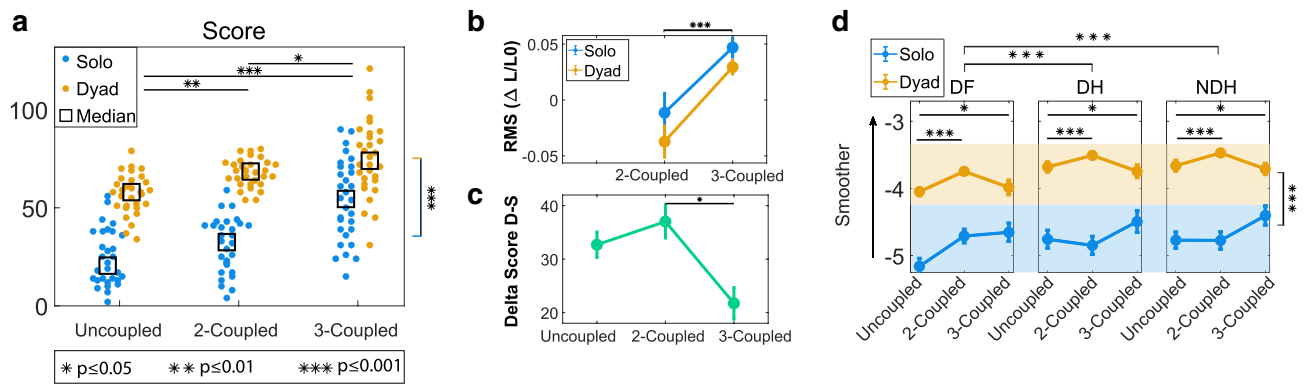 a
Score
Solo
Dyad
Median
*
***
**
100
50
0
***
Uncoupled 2-Coupled 3-Coupled
* p≤0.05 ** p≤0.01 *** p≤0.001
b
***
Solo
Dyad
RMS (Δ L/L0)
0.05
0
-0.05
2-Coupled 3-Coupled
c
*
Delta Score D-S
40
30
20
Uncoupled 2-Coupled 3-Coupled
d
***
***
Solo
Dyad
DF DH NDH
* * *
*** *** ***
Smoother
-3
-4
-5
***
Uncoupled 2-Coupled 3-Coupled Uncoupled 2-Coupled 3-Coupled Uncoupled 2-Coupled 3-Coupled